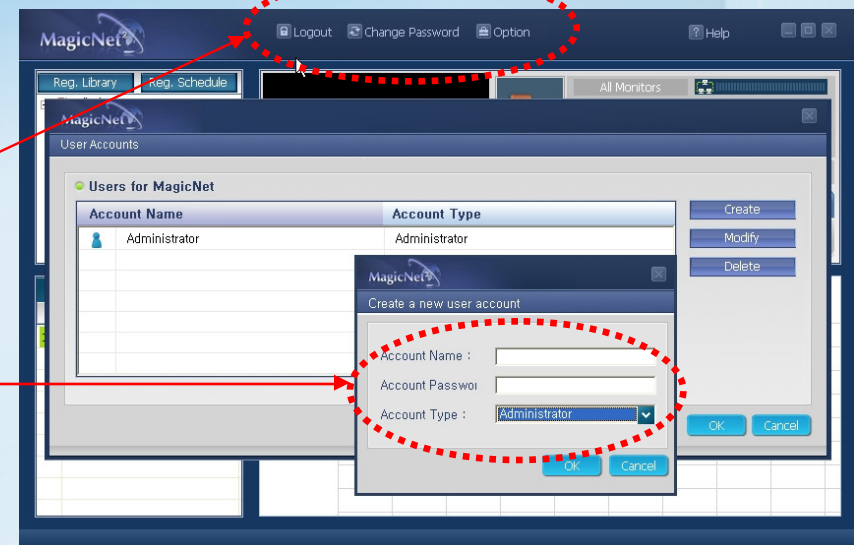 MagicNet
Logout Change Password Option Help
Reg. Library Reg. Schedule
All Monitors
MagicNet
User Accounts
Users for MagicNet
Account Name Account Type
Create
Administrator Administrator
Modify
Delete
MagicNet
Create a new user account
Account Name :
Account Passwor
Account Type : Administrator
OK Cancel
OK Cancel